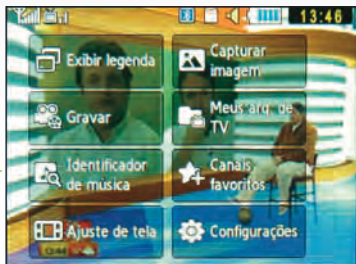 13:46
Exibir legenda
Capturar
imagem
Gravar
Meus arq. de
TV
Identificador
de música
Canais
favoritos
Ajuste de tela
Configurações